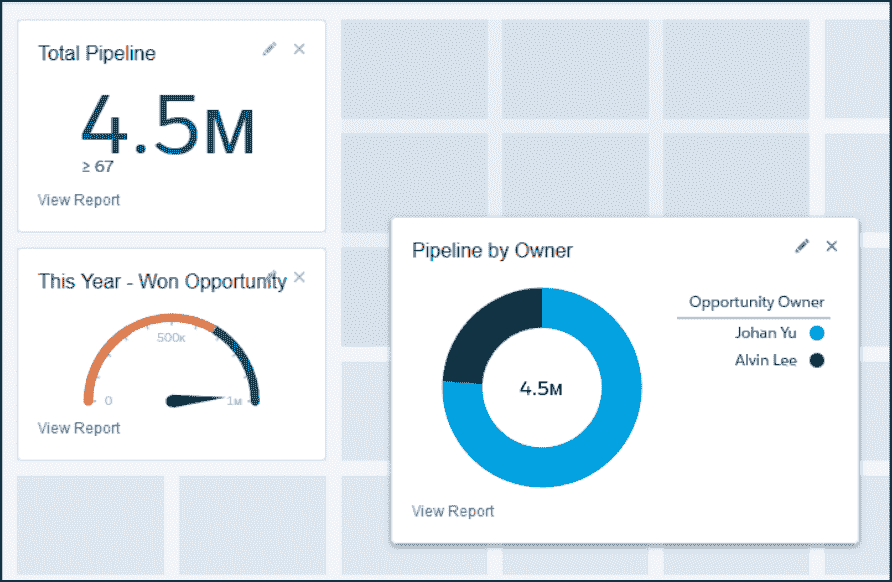 Total Pipeline
4.5M
≥ 67
View Report
This Year - Won Opportunity
500K
0
1M
View Report
Pipeline by Owner
Opportunity Owner
Johan Yu
Alvin Lee
4.5M
View Report